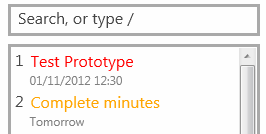 Search, or type /
1 Test Prototype
01/11/2012 12:30
2 Complete minutes
Tomorrow